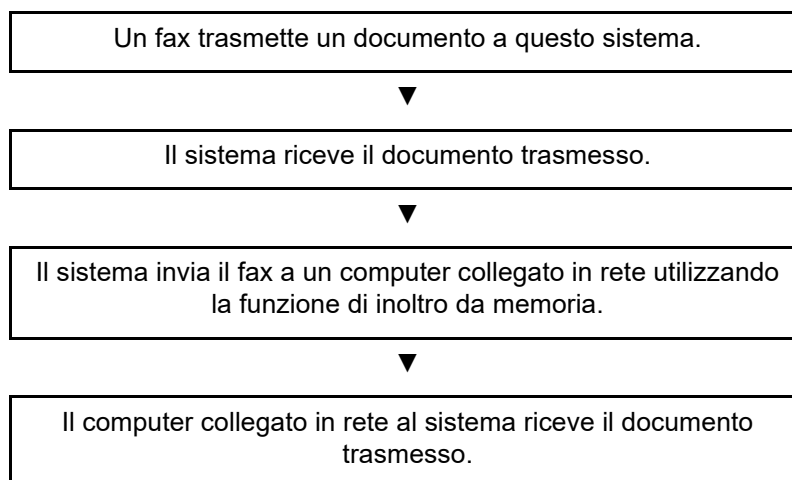 Un fax trasmette un documento a questo sistema.
▼
Il sistema riceve il documento trasmesso.
▼
Il sistema invia il fax a un computer collegato in rete utilizzando
la funzione di inoltro da memoria.
▼
Il computer collegato in rete al sistema riceve il documento
trasmesso.